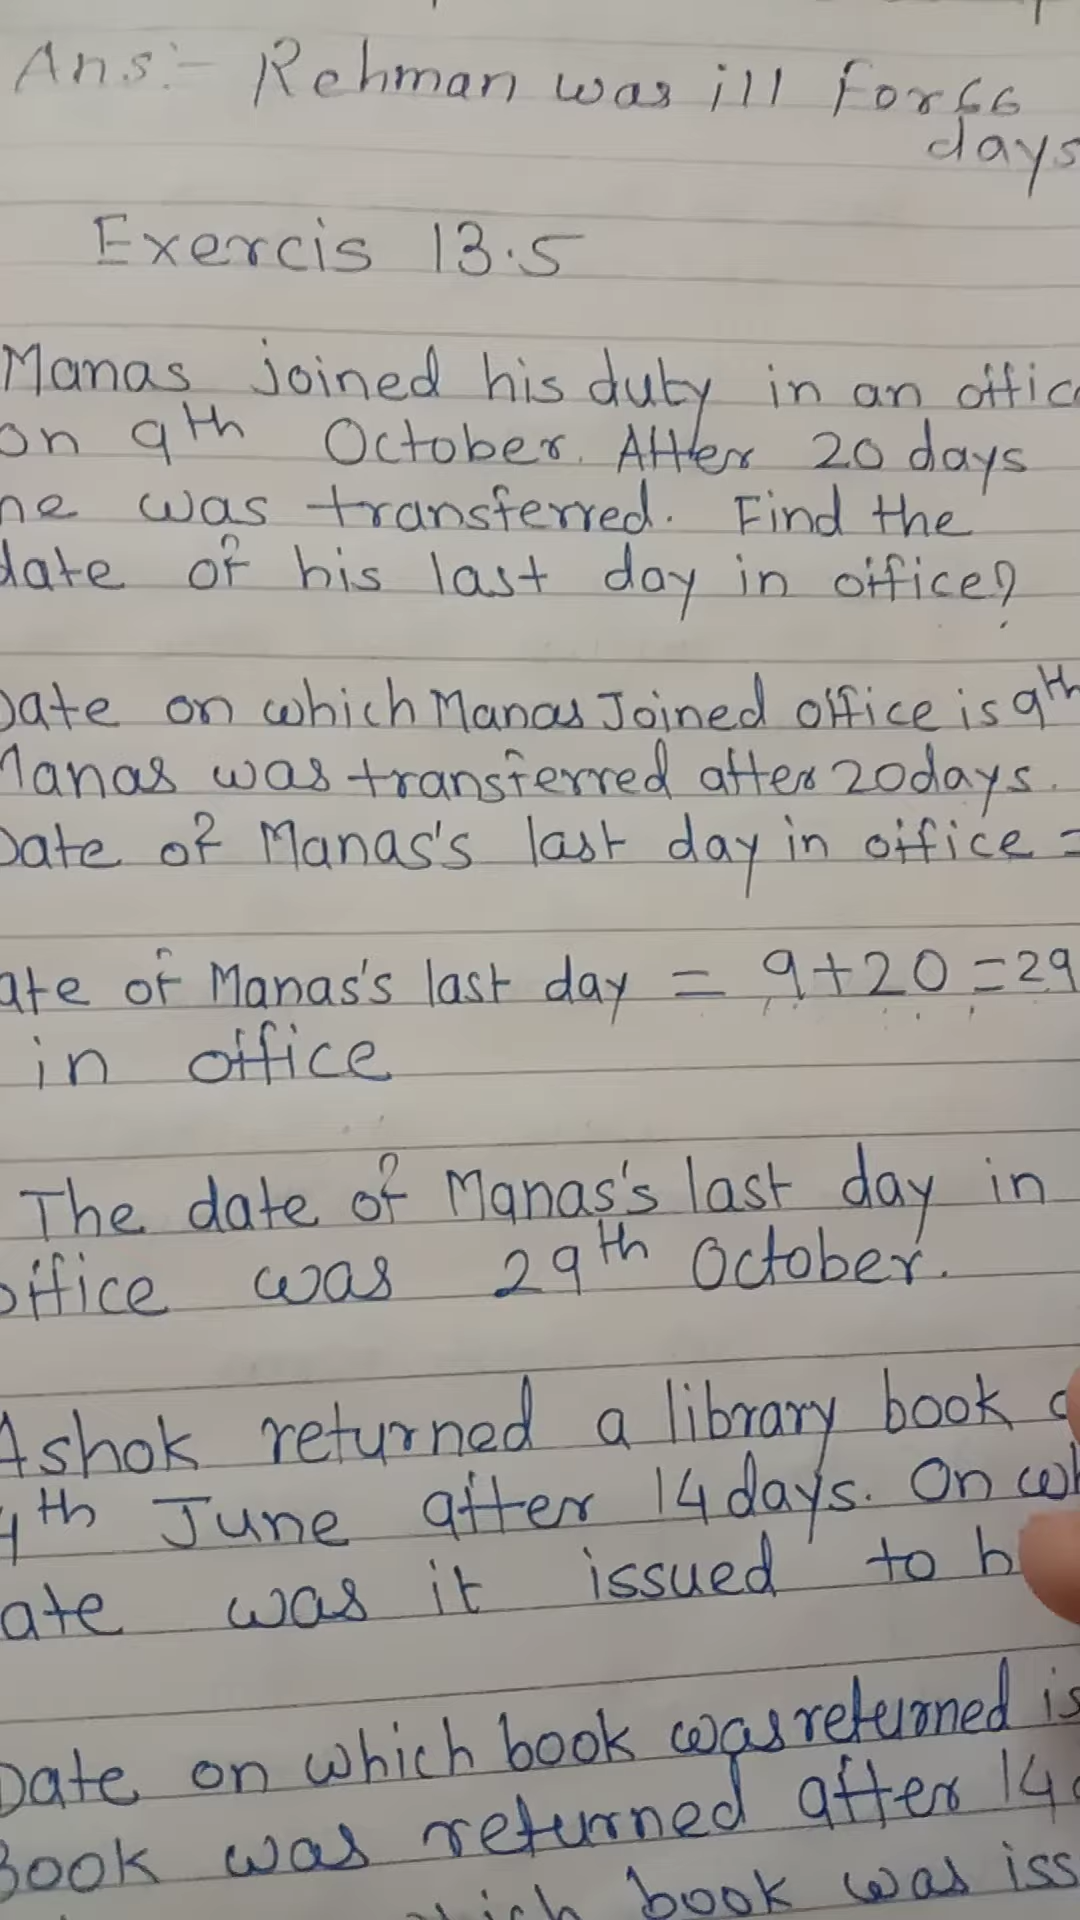 Ans:- Rehman was ill for 66
days
Exercis 13.5
Manas joined his duty in an offic
on 9th October. After 20 days
he was transferred. Find the
date of his last day in office?
Date on which Manas Joined office is 9th
Manas was transferred after 20 days.
Date of Manas's last day in office =
ate of Manas's last day = 9+20=29
in office
The date of Manas's last day in
office was 29th October.
Ashok returned a library book
4th June after 14 days. On wh
ate was it issued to h
Date on which book was returned is
Book was returned after 14
book was iss